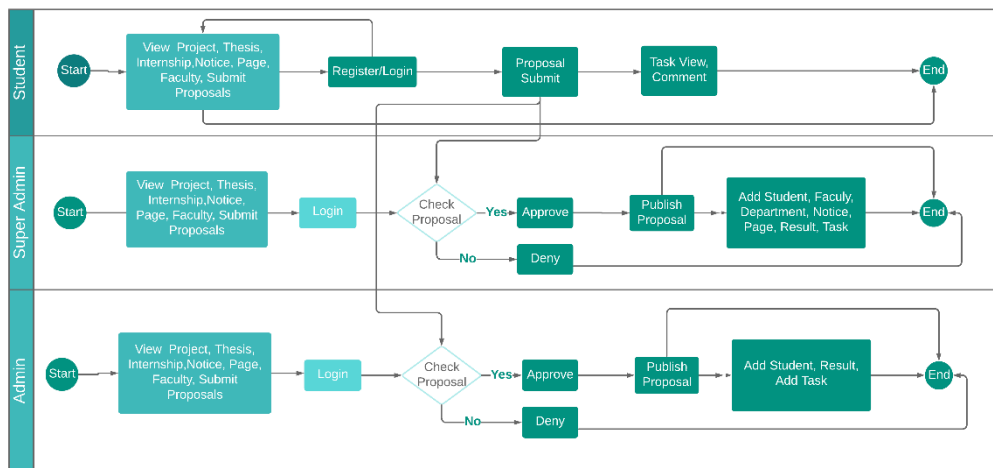 Student
Start
View Project, Thesis,
Internship,Notice, Page,
Faculty, Submit
Proposals
Register/Login
Proposal
Submit
Task View,
Comment
End
Super Admin
Start
View Project, Thesis,
Internship,Notice,
Page, Faculty, Submit
Proposals
Login
Check
Proposal
Yes
Approve
Publish
Proposal
Add Student, Faculy,
Department, Notice,
Page, Result, Task
End
No
Deny
Admin
Start
View Project, Thesis,
Internship,Notice, Page,
Faculty, Submit
Proposals
Login
Check
Proposal
Yes
Approve
Publish
Proposal
Add Student, Result,
Add Task
End
No
Deny